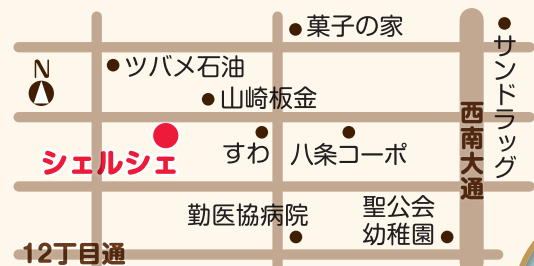 菓子の家
サンドラッグ
N
ツバメ石油
山崎板金
西南大通
すわ
八条コーポ
シェルシェ
勤医協病院
聖公会
幼稚園
12丁目通